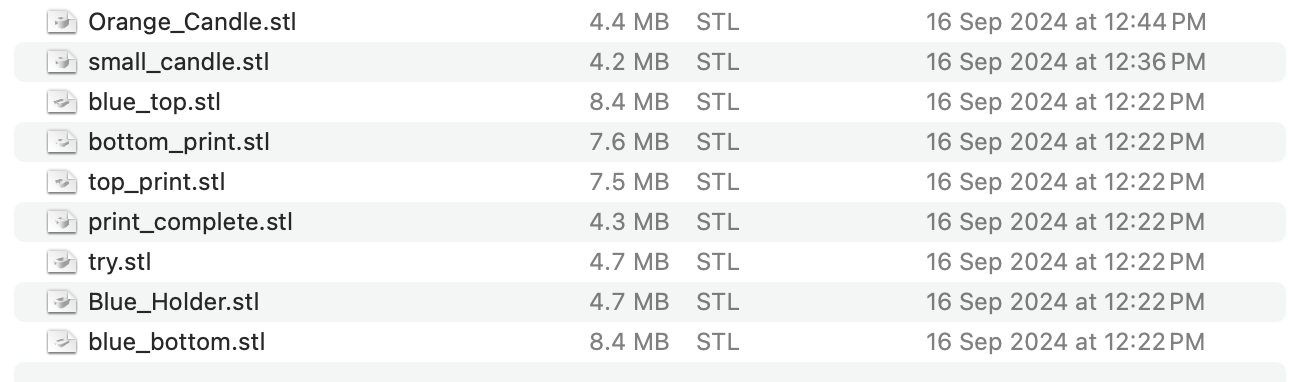 Orange_Candle.stl 4.4 MB STL 16 Sep 2024 at 12:44 PM
small_candle.stl 4.2 MB STL 16 Sep 2024 at 12:36 PM
blue_top.stl 8.4 MB STL 16 Sep 2024 at 12:22 PM
bottom_print.stl 7.6 MB STL 16 Sep 2024 at 12:22 PM
top_print.stl 7.5 MB STL 16 Sep 2024 at 12:22 PM
print_complete.stl 4.3 MB STL 16 Sep 2024 at 12:22 PM
try.stl 4.7 MB STL 16 Sep 2024 at 12:22 PM
Blue_Holder.stl 4.7 MB STL 16 Sep 2024 at 12:22 PM
blue_bottom.stl 8.4 MB STL 16 Sep 2024 at 12:22 PM